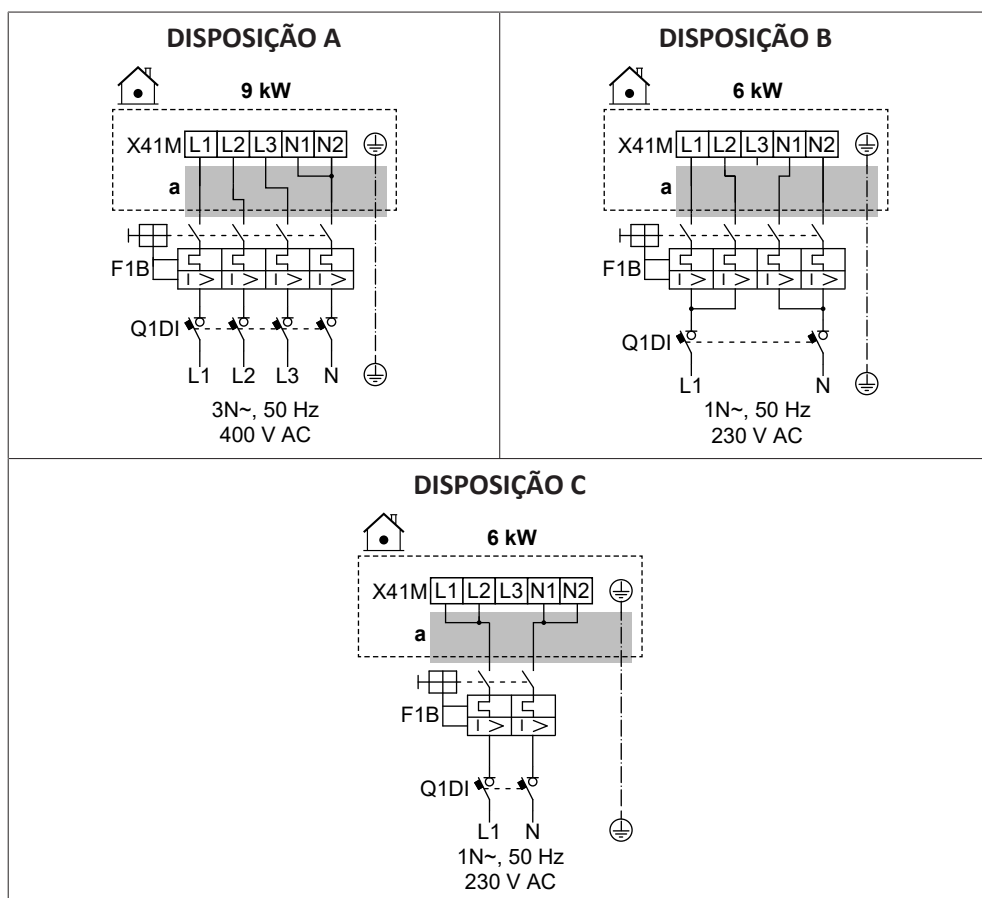 DISPOSIÇÃO A
9 kW
X41M L1 L2 L3 N1 N2
a
F1B
I > I > I > I >
Q1DI
L1 L2 L3 N
3N~, 50 Hz
400 V AC
DISPOSIÇÃO B
6 kW
X41M L1 L2 L3 N1 N2
a
F1B
I > I > I > I >
Q1DI
L1 N
1N~, 50 Hz
230 V AC
DISPOSIÇÃO C
6 kW
X41M L1 L2 L3 N1 N2
a
F1B
I > I >
Q1DI
L1 N
1N~, 50 Hz
230 V AC